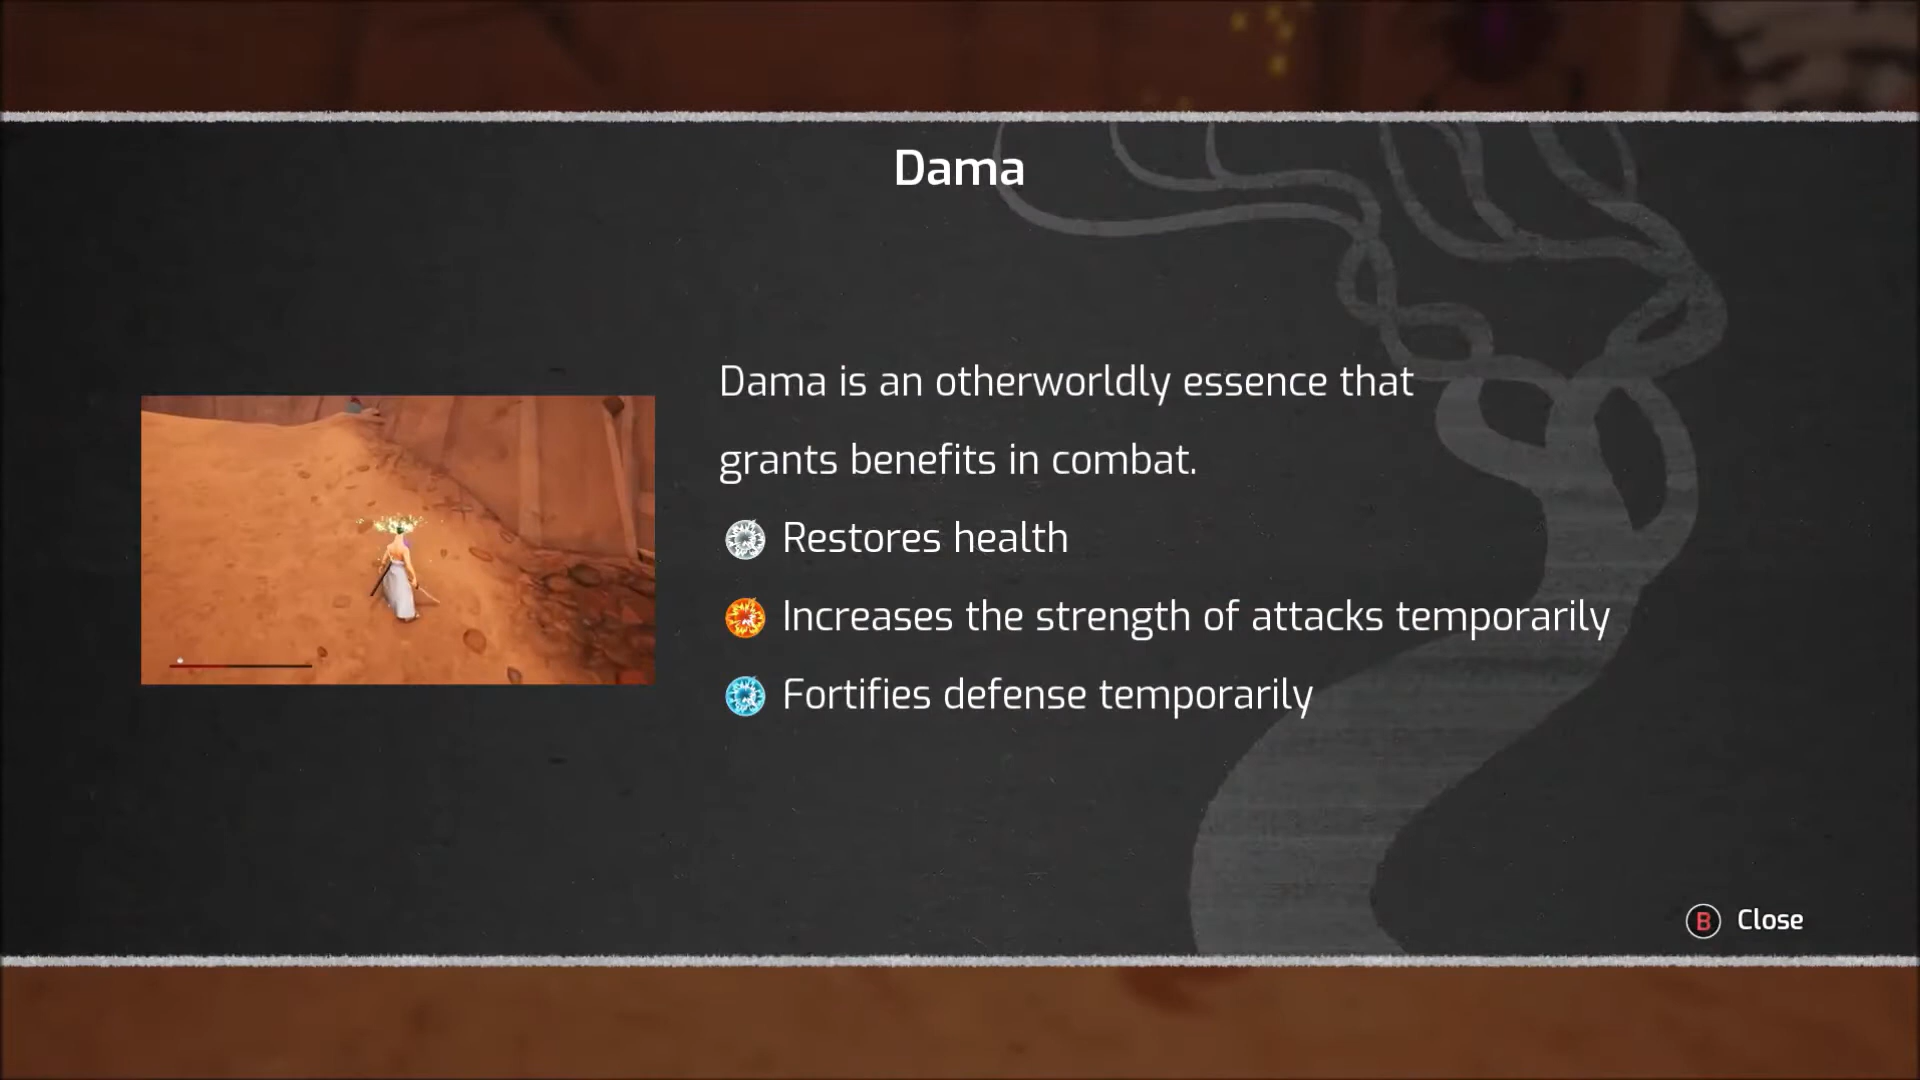 Dama
Dama is an otherworldly essence that
grants benefits in combat.
Restores health
Increases the strength of attacks temporarily
Fortifies defense temporarily
B Close